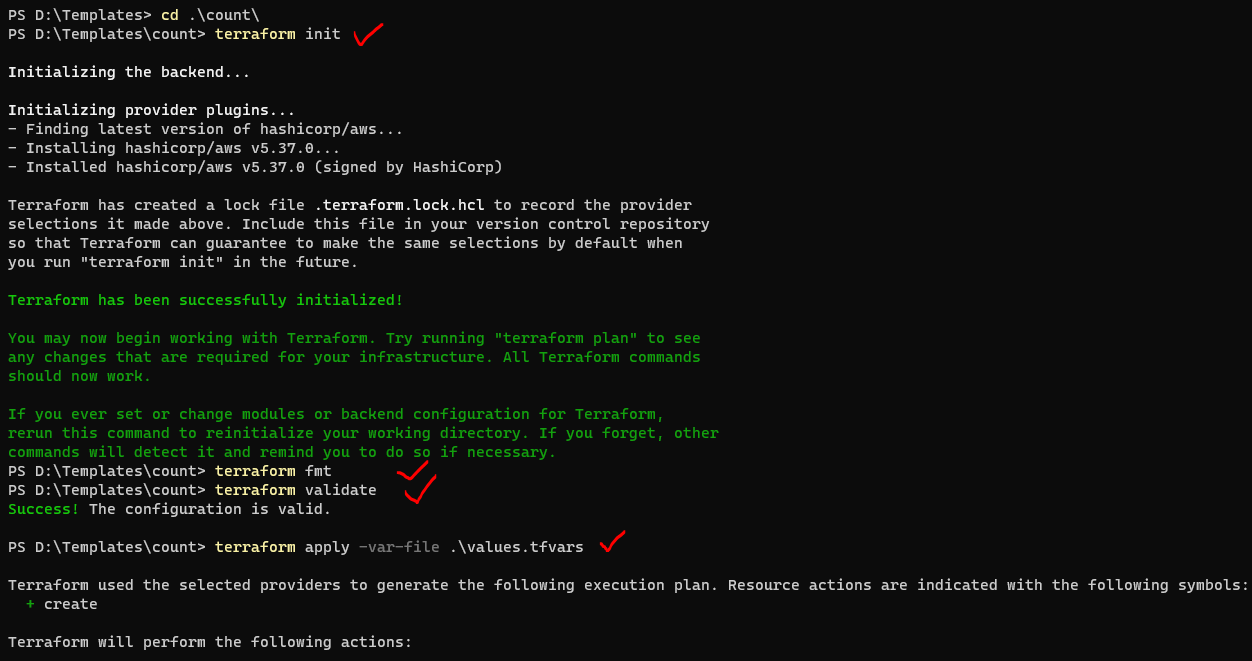 PS D:\Templates> cd .\count\
PS D:\Templates\count> terraform init
Initializing the backend...
Initializing provider plugins...
- Finding latest version of hashicorp/aws...
- Installing hashicorp/aws v5.37.0...
- Installed hashicorp/aws v5.37.0 (signed by HashiCorp)
Terraform has created a lock file .terraform.lock.hcl to record the provider
selections it made above. Include this file in your version control repository
so that Terraform can guarantee to make the same selections by default when
you run "terraform init" in the future.
Terraform has been successfully initialized!
You may now begin working with Terraform. Try running "terraform plan" to see
any changes that are required for your infrastructure. All Terraform commands
should now work.
If you ever set or change modules or backend configuration for Terraform,
rerun this command to reinitialize your working directory. If you forget, other
commands will detect it and remind you to do so if necessary.
PS D:\Templates\count> terraform fmt
PS D:\Templates\count> terraform validate
Success! The configuration is valid.
PS D:\Templates\count> terraform apply -var-file .\values.tfvars
Terraform used the selected providers to generate the following execution plan. Resource actions are indicated with the following symbols:
+ create
Terraform will perform the following actions: